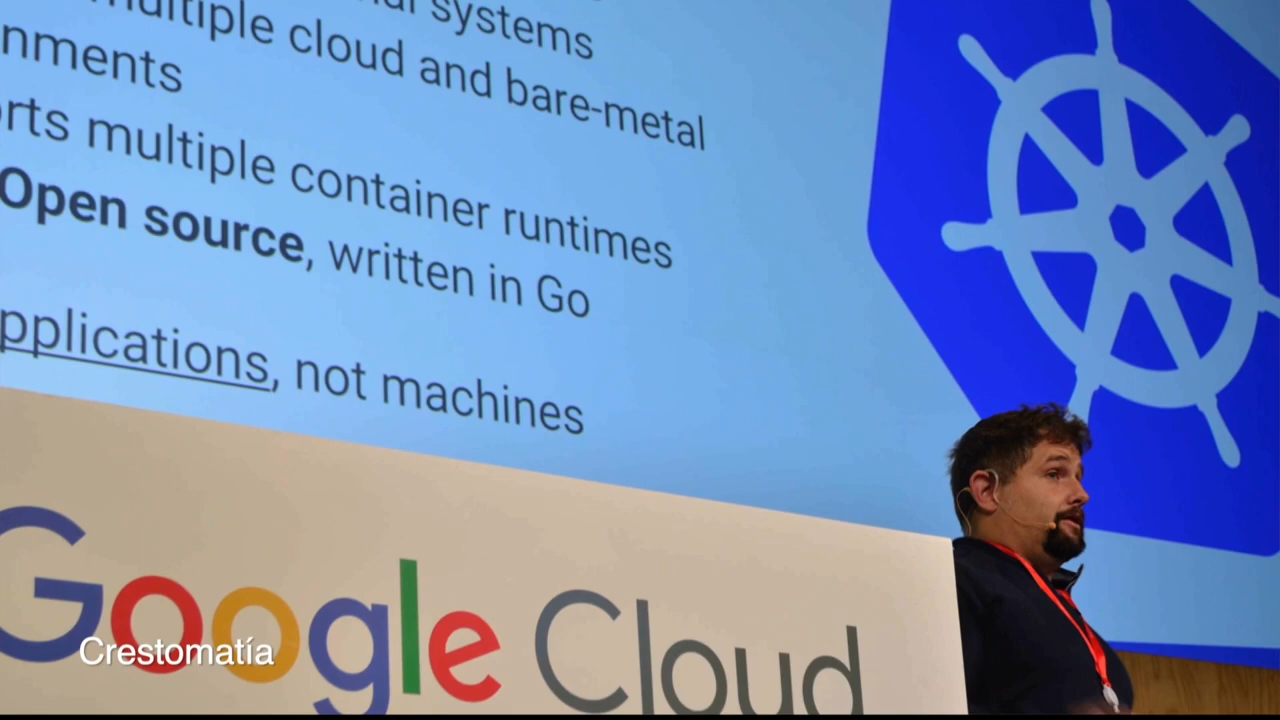 systems
multiple cloud and bare-metal
nments
rts multiple container runtimes
Open source, written in Go
pplications, not machines
Google Cloud
Crestomatía